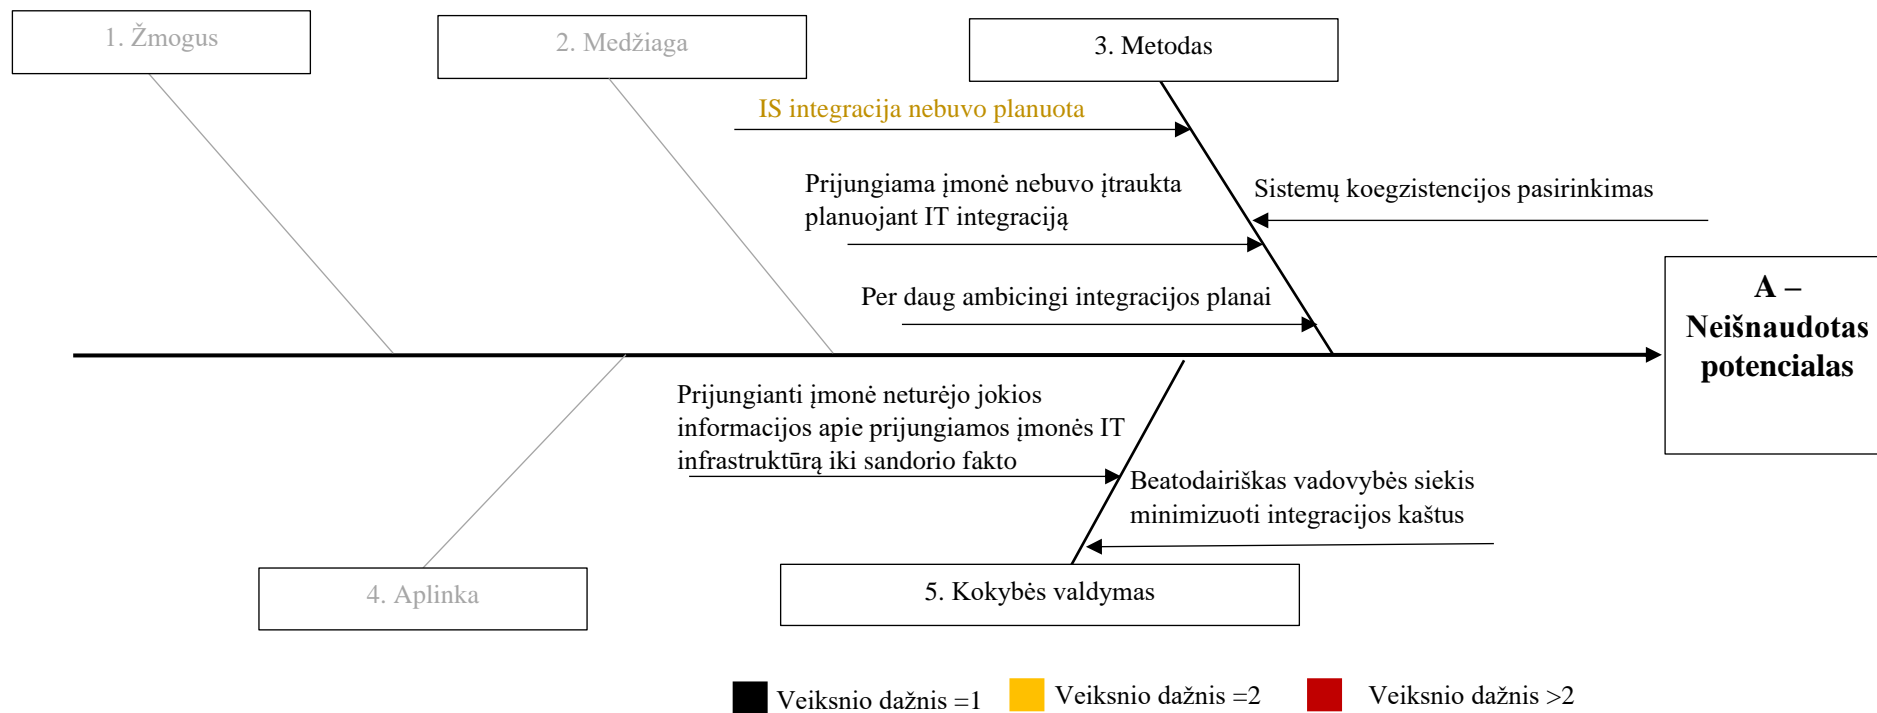 1. Žmogus
2. Medžiaga
3. Metodas
IS integracija nebuvo planuota
Prijungiama įmonė nebuvo įtraukta
planuojant IT integraciją
Sistemų koegzistencijos pasirinkimas
Per daug ambicingi integracijos planai
A –
Neišnaudotas
potencialas
Prijungianti įmonė neturėjo jokios
informacijos apie prijungiamos įmonės IT
infrastruktūrą iki sandorio fakto
Beatodairiškas vadovybės siekis
minimizuoti integracijos kaštus
4. Aplinka
5. Kokybės valdymas
Veiksnio dažnis =1
Veiksnio dažnis =2
Veiksnio dažnis >2